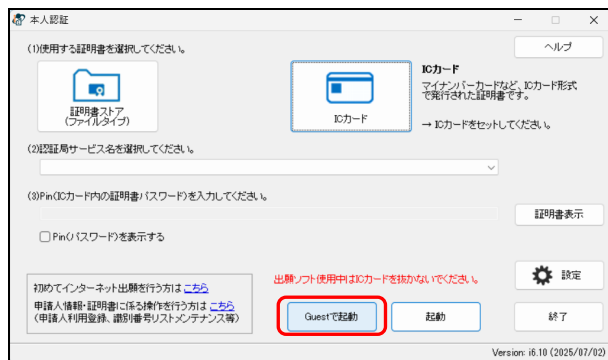 本人認証
(1)使用する証明書を選択してください。
ヘルプ
証明書ストア
(ファイルタイプ)
ICカード
ICカード
マイナンバーカードなど、ICカード形式
で発行された証明書です。
→ ICカードをセットしてください。
(2)認証局サービス名を選択してください。
(3)Pin(ICカード内の証明書パスワード)を入力してください。
証明書表示
Pin(パスワード)を表示する
出願ソフト使用中はICカードを抜かないでください。
設定
初めてインターネット出願を行う方は こちら
申請人情報・証明書に係る操作を行う方は こちら
(申請人利用登録、識別番号リストメンテナンス等)
Guestで起動
起動
終了
Version: i6.10 (2025/07/02)